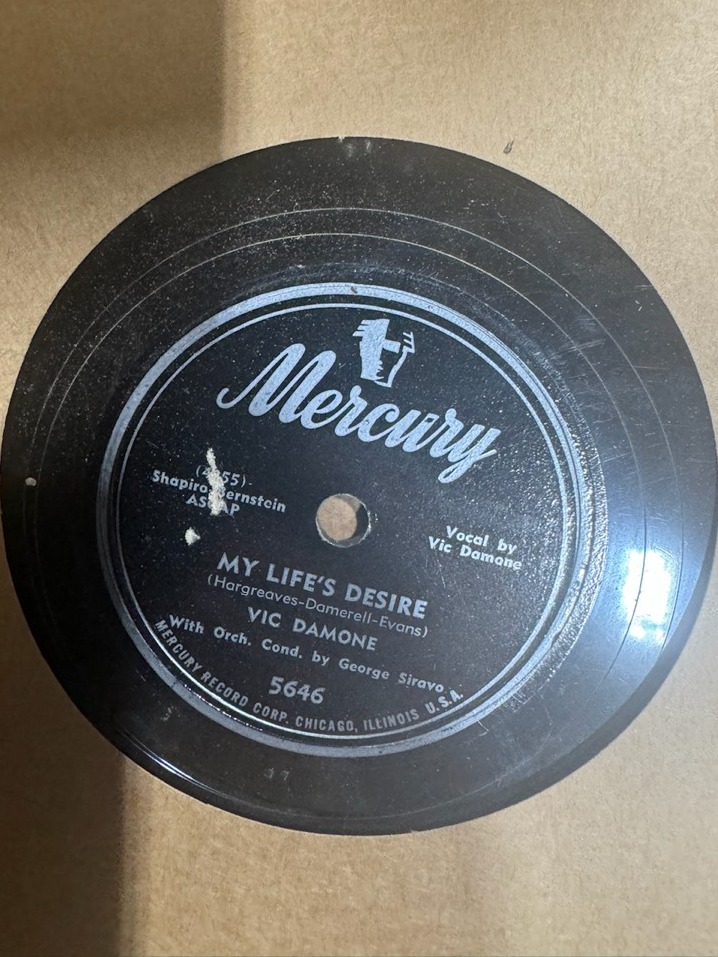 Mercury
Shapiro
ASCAP
Vocal by
Vic Damone
MY LIFE'S DESIRE
(Hargreaves-Damerell-Evans)
VIC DAMONE
With Orch. Cond. by George Siravo
5646
MERCURY RECORD CORP. CHICAGO, ILLINOIS U.S.A.